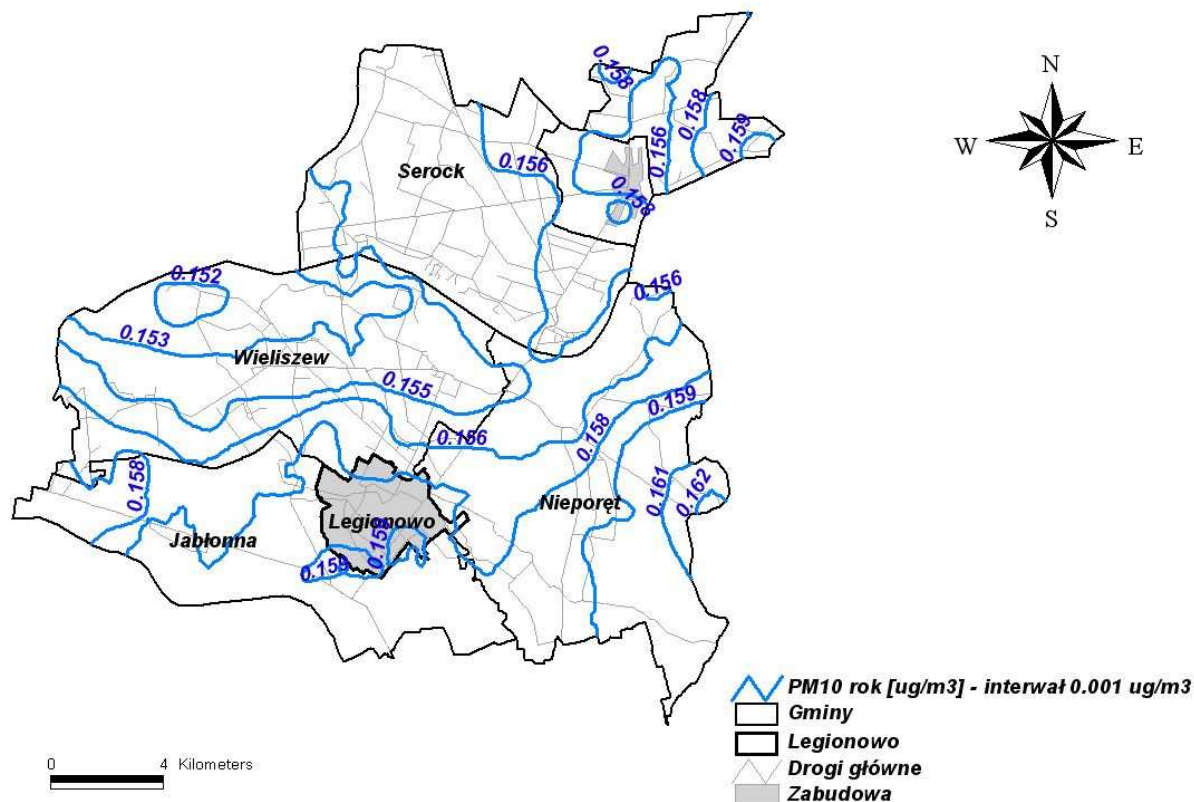 N
W E
S
0.158
0.158
0.156
0.159
0.156
0.158
Serock
0.152
0.156
0.153
Wieliszew
0.155
0.159
0.158
0.156
0.158
0.161
0.162
Nieporęt
Legionowo
0.158
Jabłonna
0.159
PM10 rok [ug/m3] - interwał 0.001 ug/m3
Gminy
Legionowo
Drogi główne
Zabudowa
0 4 Kilometers